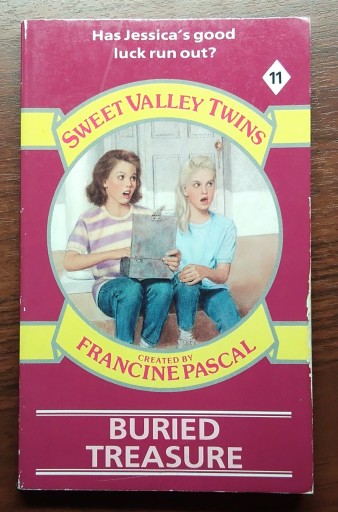 Has Jessica's good
luck run out?
11
SWEET VALLEY TWINS
CREATED BY
FRANCINE PASCAL
BURIED
TREASURE